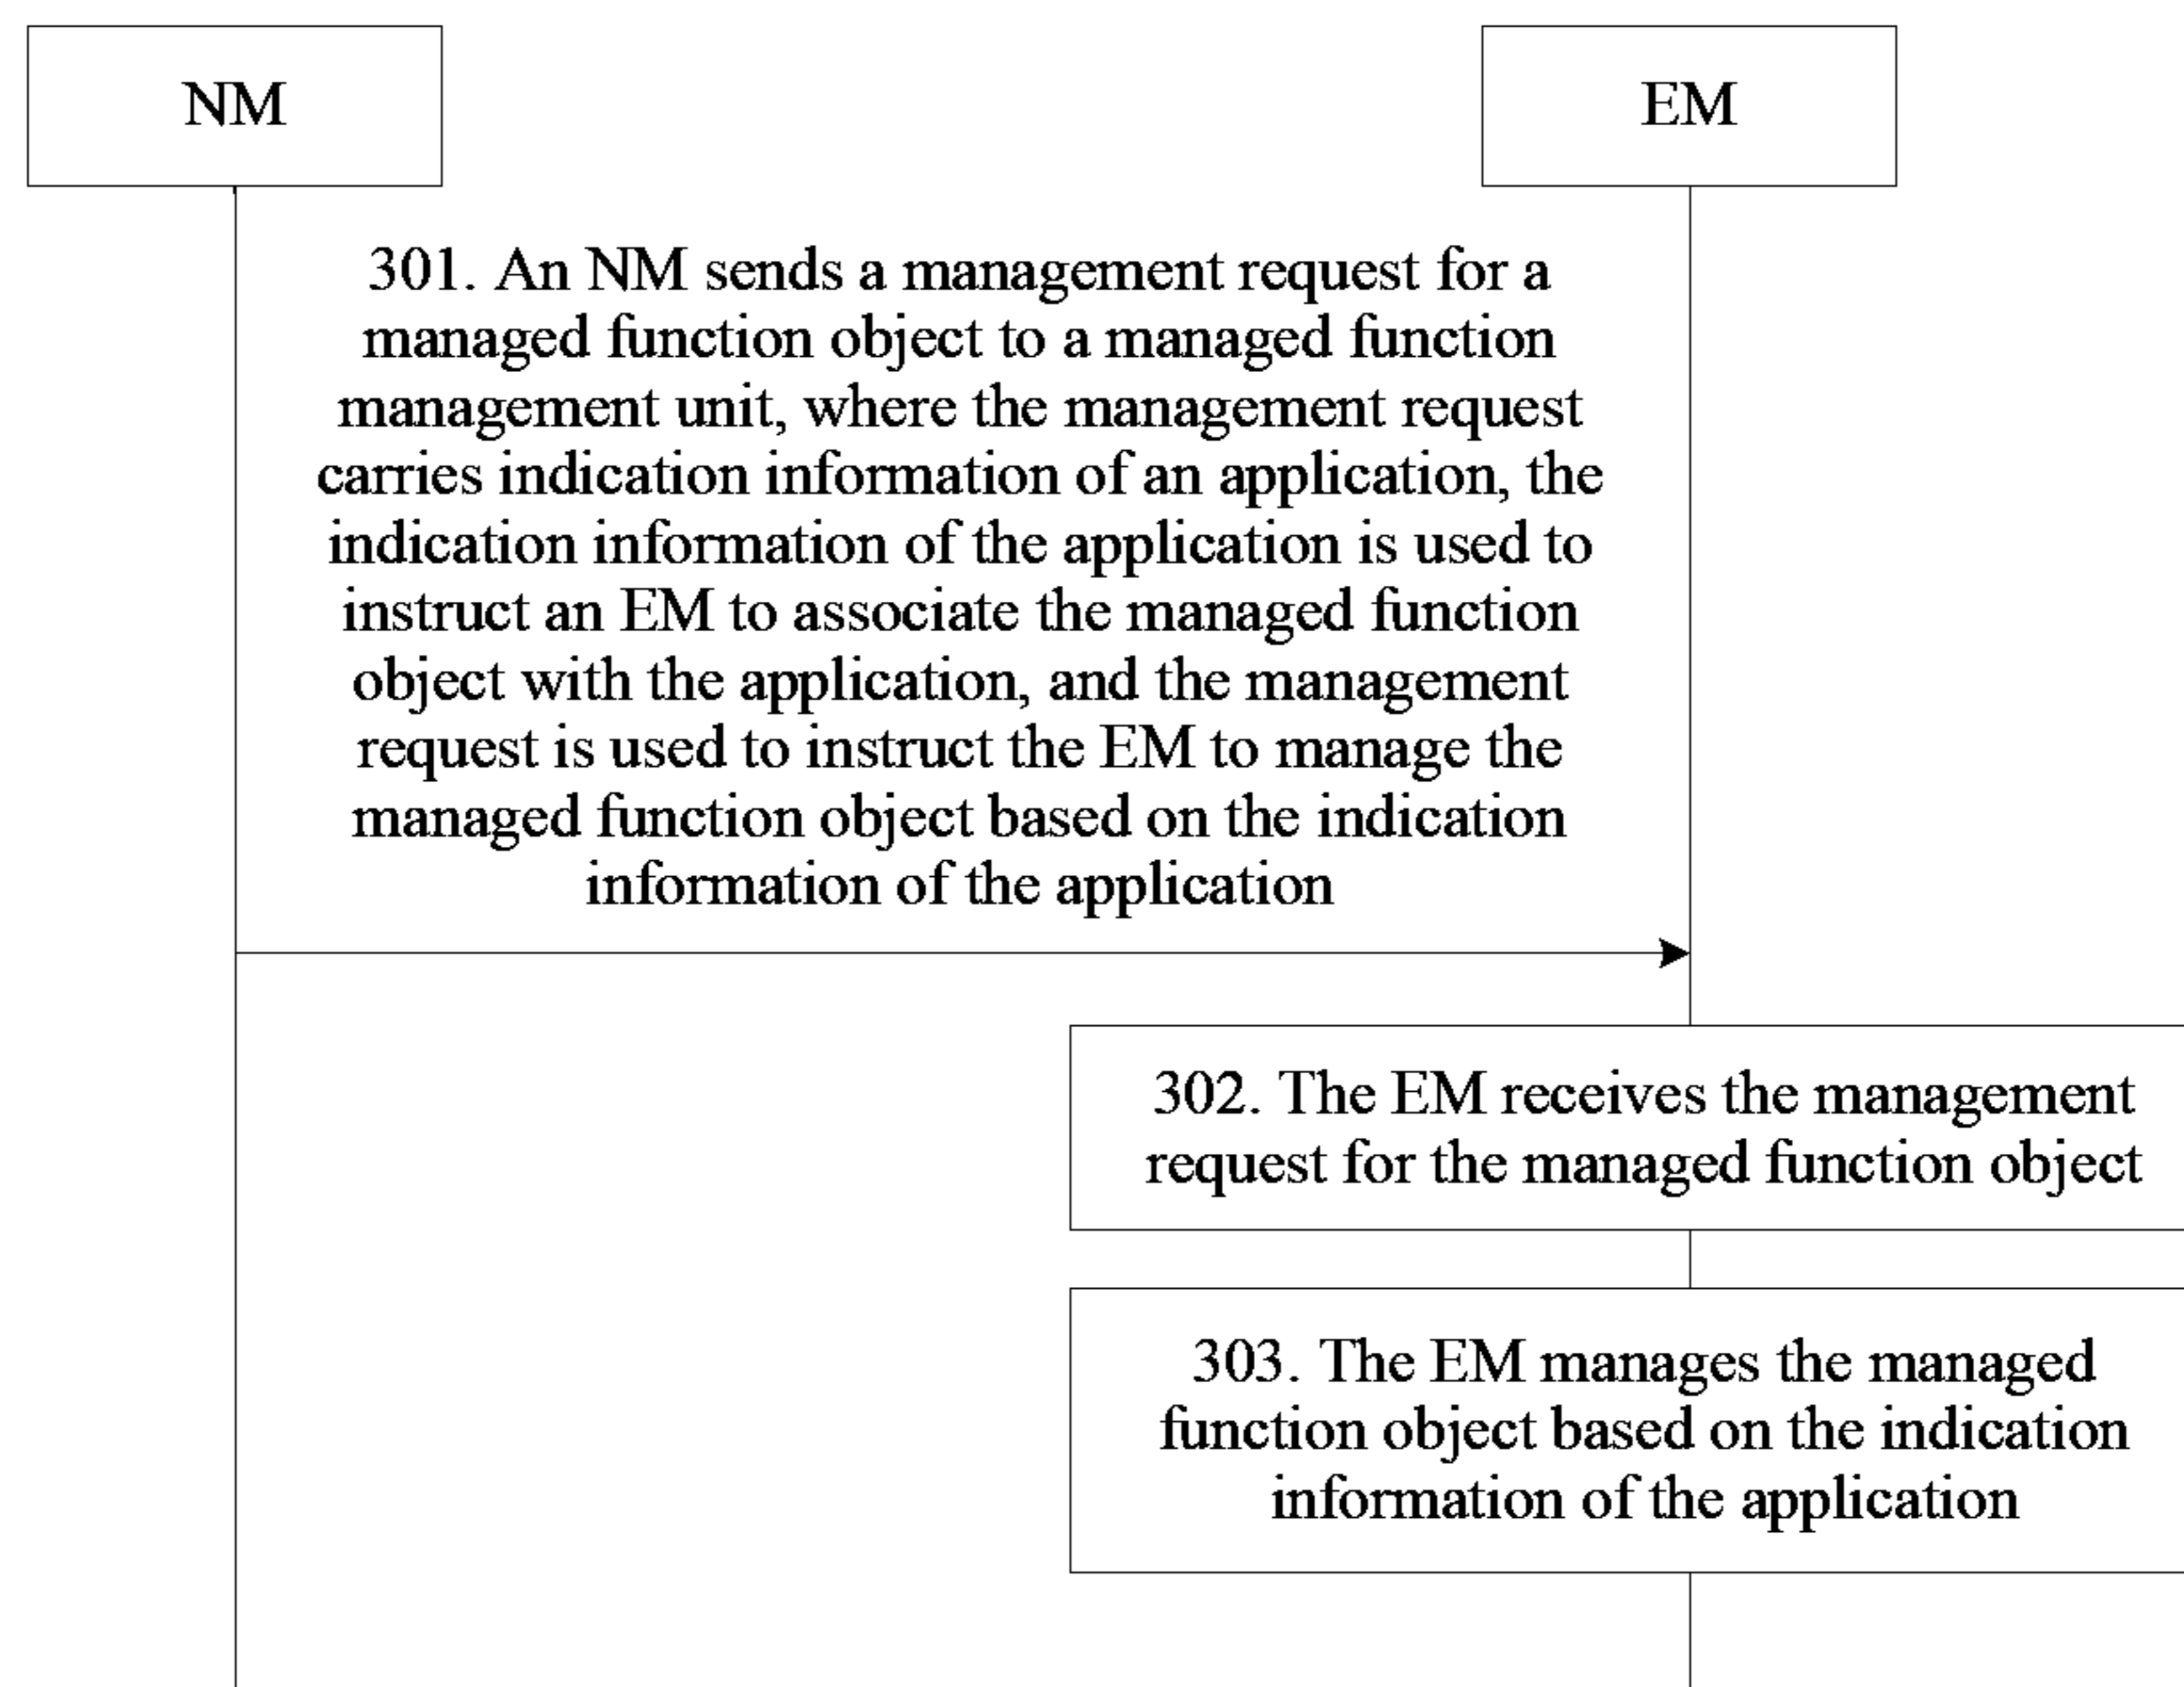 NM
EM
301. An NM sends a management request for a
managed function object to a managed function
management unit, where the management request
carries indication information of an application, the
indication information of the application is used to
instruct an EM to associate the managed function
object with the application, and the management
request is used to instruct the EM to manage the
managed function object based on the indication
information of the application
302. The EM receives the management
request for the managed function object
303. The EM manages the managed
function object based on the indication
information of the application